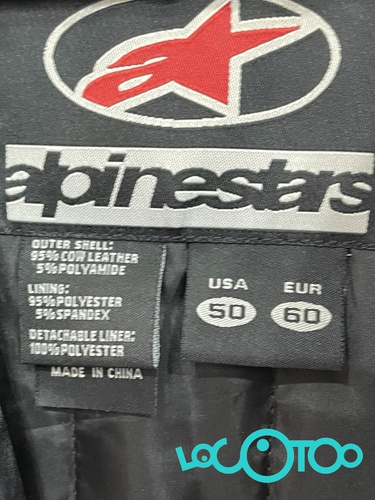 alpinestars
OUTER SHELL:
95% COW LEATHER
5% POLYAMIDE
LINING:
95% POLYESTER
5% SPANDEX
DETACHABLE LINER:
100% POLYESTER
MADE IN CHINA
USA EUR
50 60
LOCOTOO